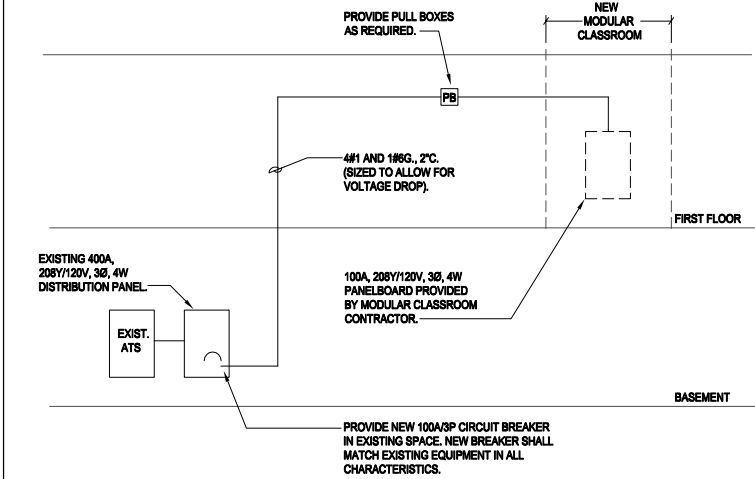 PROVIDE PULL BOXES
AS REQUIRED.
NEW
MODULAR
CLASSROOM
PB
4#1 AND 1#6G., 2"C.
(SIZED TO ALLOW FOR
VOLTAGE DROP).
FIRST FLOOR
EXISTING 400A,
208Y/120V, 3Ø, 4W
DISTRIBUTION PANEL.
100A, 208Y/120V, 3Ø, 4W
PANELBOARD PROVIDED
BY MODULAR CLASSROOM
CONTRACTOR.
EXIST.
ATS
BASEMENT
PROVIDE NEW 100A/3P CIRCUIT BREAKER
IN EXISTING SPACE. NEW BREAKER SHALL
MATCH EXISTING EQUIPMENT IN ALL
CHARACTERISTICS.